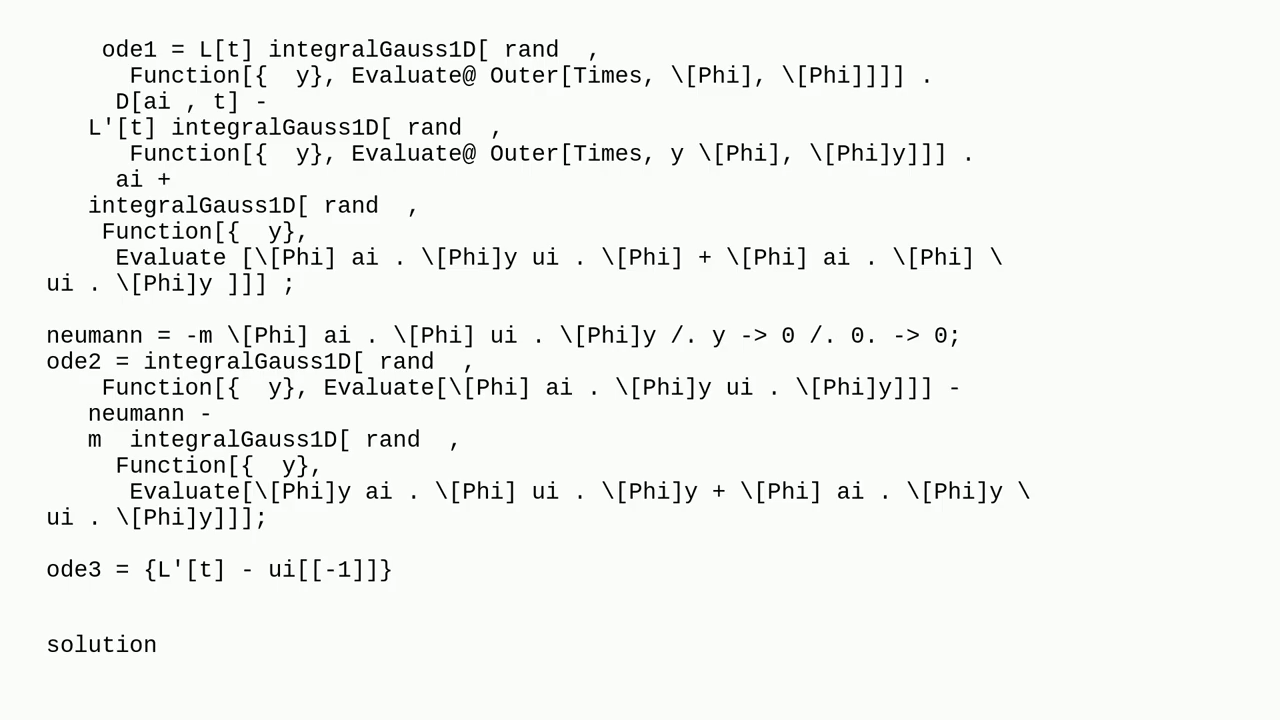 ode1 = L[t] integralGauss1D[ rand  ,
Function[{  y}, Evaluate@ Outer[Times, \[Phi], \[Phi]]]] .
D[ai , t] -
L'[t] integralGauss1D[ rand  ,
Function[{  y}, Evaluate@ Outer[Times, y \[Phi], \[Phi]y]]] .
ai +
integralGauss1D[ rand  ,
Function[{  y},
Evaluate [\[Phi] ai . \[Phi]y ui . \[Phi] + \[Phi] ai . \[Phi] \
ui . \[Phi]y ]]] ;
neumann = -m \[Phi] ai . \[Phi] ui . \[Phi]y /. y -> 0 /. 0. -> 0;
ode2 = integralGauss1D[ rand  ,
Function[{  y}, Evaluate[\[Phi] ai . \[Phi]y ui . \[Phi]y]]] -
neumann -
m  integralGauss1D[ rand  ,
Function[{  y},
Evaluate[\[Phi]y ai . \[Phi] ui . \[Phi]y + \[Phi] ai . \[Phi]y \
ui . \[Phi]y]]];
ode3 = {L'[t] - ui[[-1]]}
solution